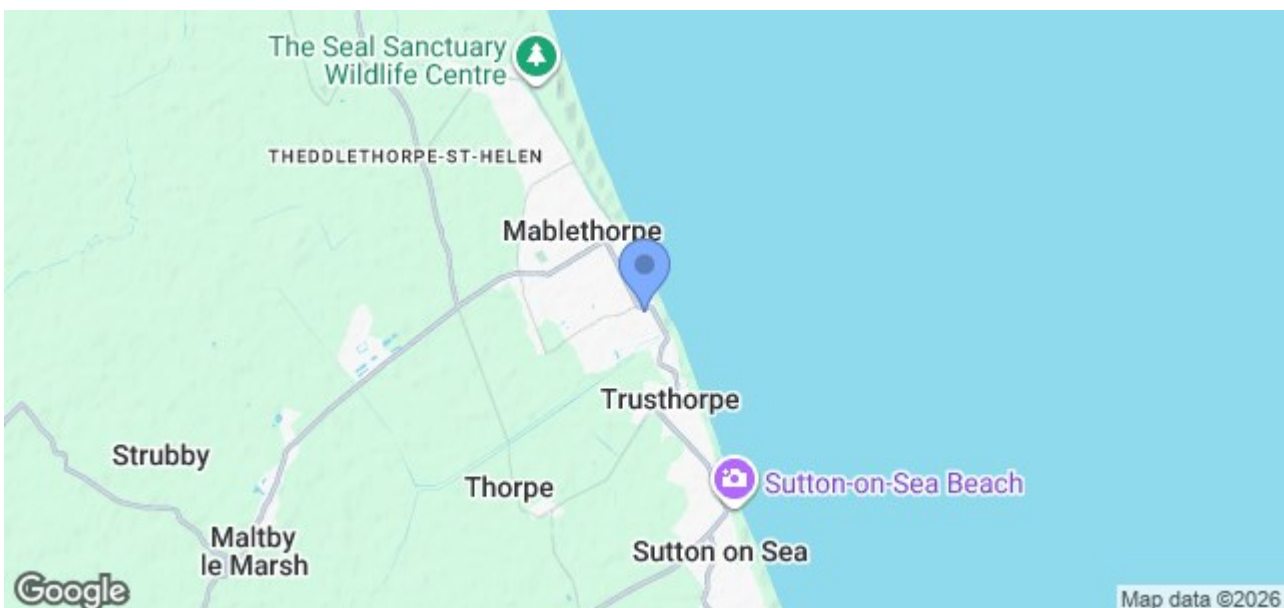 The Seal Sanctuary
Wildlife Centre
THEDDLETHORPE-ST-HELEN
Mablethorpe
Trusthorpe
Strubby
Thorpe
Sutton-on-Sea Beach
Maltby
le Marsh
Sutton on Sea
Google
Map data ©2026